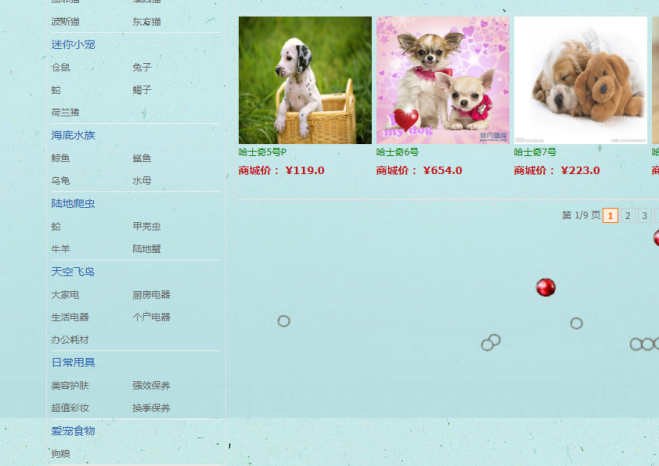 波斯猫 东方猫
迷你小宠
仓鼠 兔子
蛇 蝎子
荷兰猪
海底水族
鲸鱼 鲨鱼
乌龟 水母
陆地爬虫
蛇 甲壳虫
牛羊 陆地蟹
天空飞鸟
大家电 厨房电器
生活电器 个户电器
办公耗材
日常用具
美容护肤 强效保养
超值彩妆 换季保养
爱宠食物
狗粮
I
my dog
哈士奇5号P
商城价： ¥119.0
哈士奇6号
商城价： ¥654.0
哈士奇7号
商城价： ¥223.0
第 1/9 页 1 2 3